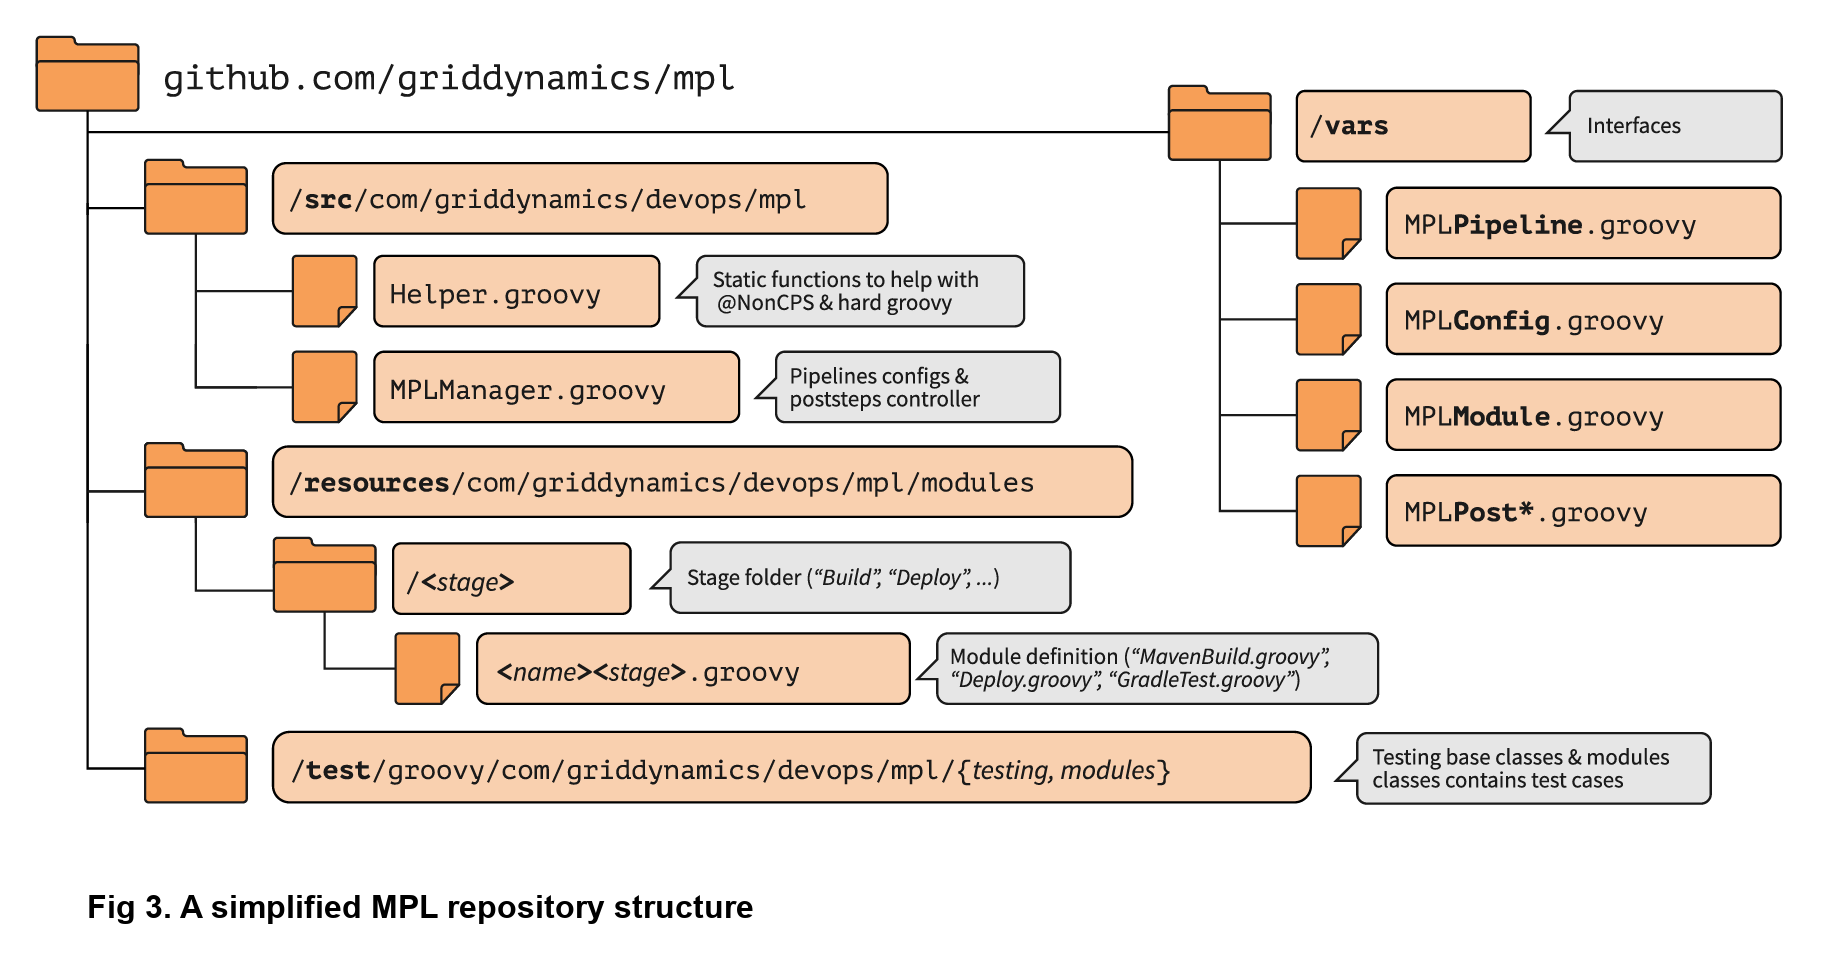 github.com/griddynamics/mpl
/vars
Interfaces
/src/com/griddynamics/devops/mpl
MPLPipeline.groovy
Helper.groovy
Static functions to help with
@NonCPS & hard groovy
MPLConfig.groovy
MPLManager.groovy
Pipelines configs &
poststeps controller
MPLModule.groovy
/resources/com/griddynamics/devops/mpl/modules
MPLPost*.groovy
/<stage>
Stage folder (“Build”, “Deploy”, ...)
<name><stage>.groovy
Module definition (“MavenBuild.groovy”,
“Deploy.groovy”, “GradleTest.groovy”)
/test/groovy/com/griddynamics/devops/mpl/{testing, modules}
Testing base classes & modules
classes contains test cases
Fig 3. A simplified MPL repository structure